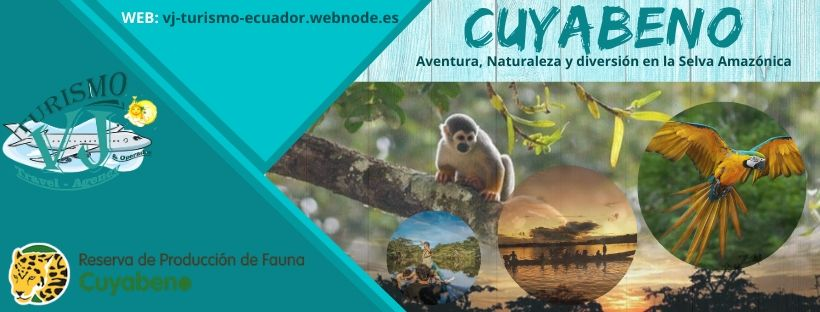 WEB: vj-turismo-ecuador.webnode.es
CUYABENO
Aventura, Naturaleza y diversión en la Selva Amazónica
TURISMO
VJ
& Operador
Travel - Agency
Reserva de Producción de Fauna
Cuyabeno